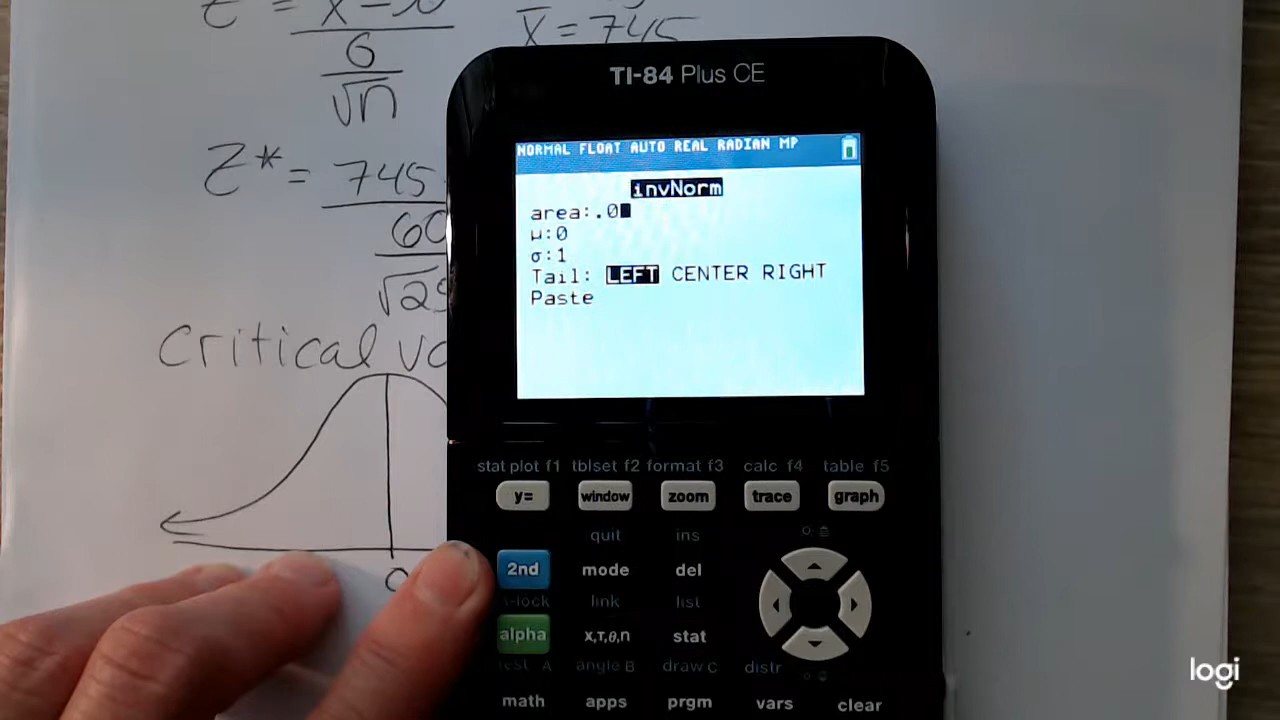 x̄ = 745
σ
√n
Z* = 745
60
√25
Critical
0
TI-84 Plus CE
NORMAL FLOAT AUTO REAL RADIAN MP
invNorm
area:.0
μ:0
σ:1
Tail: LEFT CENTER RIGHT
Paste
stat plot f1 tblset f2 format f3 calc f4 table f5
y= window zoom trace graph
quit ins
2nd mode del
link list
alpha x,τ,θ,n stat
A angle B draw C distr
math apps prgm vars clear
logi